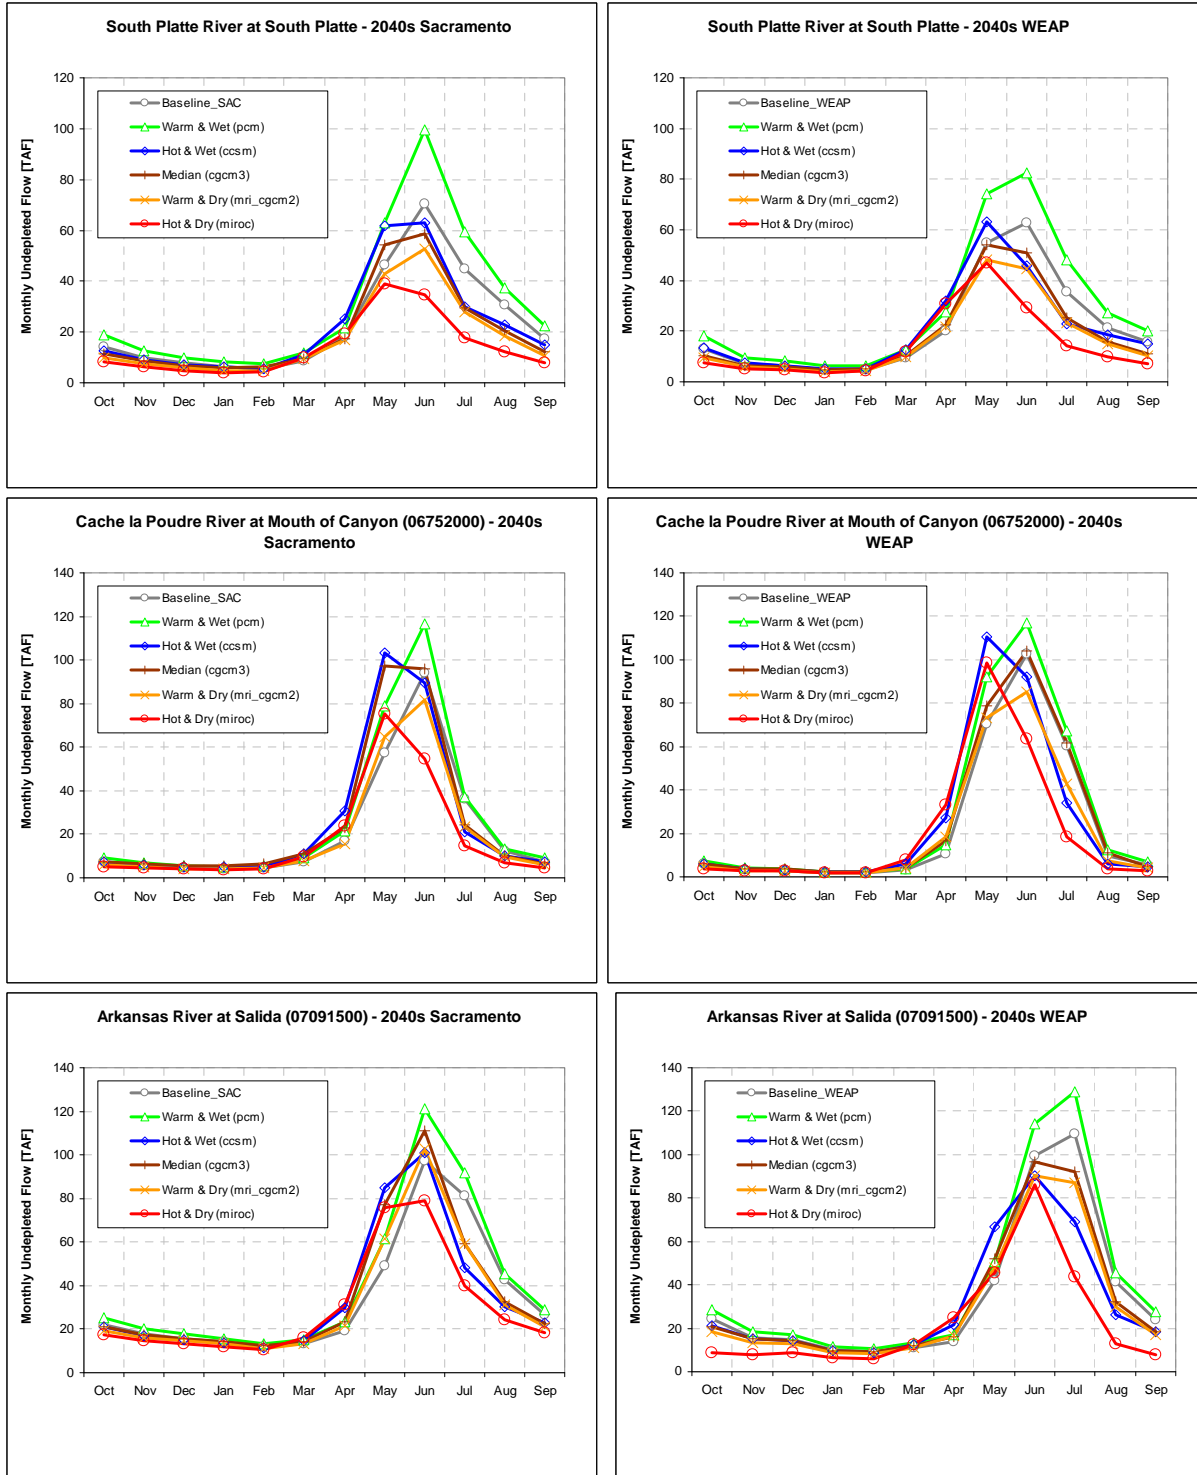 South Platte River at South Platte - 2040s Sacramento
Monthly Undepleted Flow [TAF]
120
100
80
60
40
20
0
Baseline_SAC
Warm & Wet (pcm)
Hot & Wet (ccsm)
Median (cgcm3)
Warm & Dry (mri_cgcm2)
Hot & Dry (miroc)
Oct Nov Dec Jan Feb Mar Apr May Jun Jul Aug Sep
South Platte River at South Platte - 2040s WEAP
Monthly Undepleted Flow [TAF]
120
100
80
60
40
20
0
Baseline_WEAP
Warm & Wet (pcm)
Hot & Wet (ccsm)
Median (cgcm3)
Warm & Dry (mri_cgcm2)
Hot & Dry (miroc)
Oct Nov Dec Jan Feb Mar Apr May Jun Jul Aug Sep
Cache la Poudre River at Mouth of Canyon (06752000) - 2040s
Sacramento
Monthly Undepleted Flow [TAF]
140
120
100
80
60
40
20
0
Baseline_SAC
Warm & Wet (pcm)
Hot & Wet (ccsm)
Median (cgcm3)
Warm & Dry (mri_cgcm2)
Hot & Dry (miroc)
Oct Nov Dec Jan Feb Mar Apr May Jun Jul Aug Sep
Cache la Poudre River at Mouth of Canyon (06752000) - 2040s
WEAP
Monthly Undepleted Flow [TAF]
140
120
100
80
60
40
20
0
Baseline_WEAP
Warm & Wet (pcm)
Hot & Wet (ccsm)
Median (cgcm3)
Warm & Dry (mri_cgcm2)
Hot & Dry (miroc)
Oct Nov Dec Jan Feb Mar Apr May Jun Jul Aug Sep
Arkansas River at Salida (07091500) - 2040s Sacramento
Monthly Undepleted Flow [TAF]
140
120
100
80
60
40
20
0
Baseline_SAC
Warm & Wet (pcm)
Hot & Wet (ccsm)
Median (cgcm3)
Warm & Dry (mri_cgcm2)
Hot & Dry (miroc)
Oct Nov Dec Jan Feb Mar Apr May Jun Jul Aug Sep
Arkansas River at Salida (07091500) - 2040s WEAP
Monthly Undepleted Flow [TAF]
140
120
100
80
60
40
20
0
Baseline_WEAP
Warm & Wet (pcm)
Hot & Wet (ccsm)
Median (cgcm3)
Warm & Dry (mri_cgcm2)
Hot & Dry (miroc)
Oct Nov Dec Jan Feb Mar Apr May Jun Jul Aug Sep